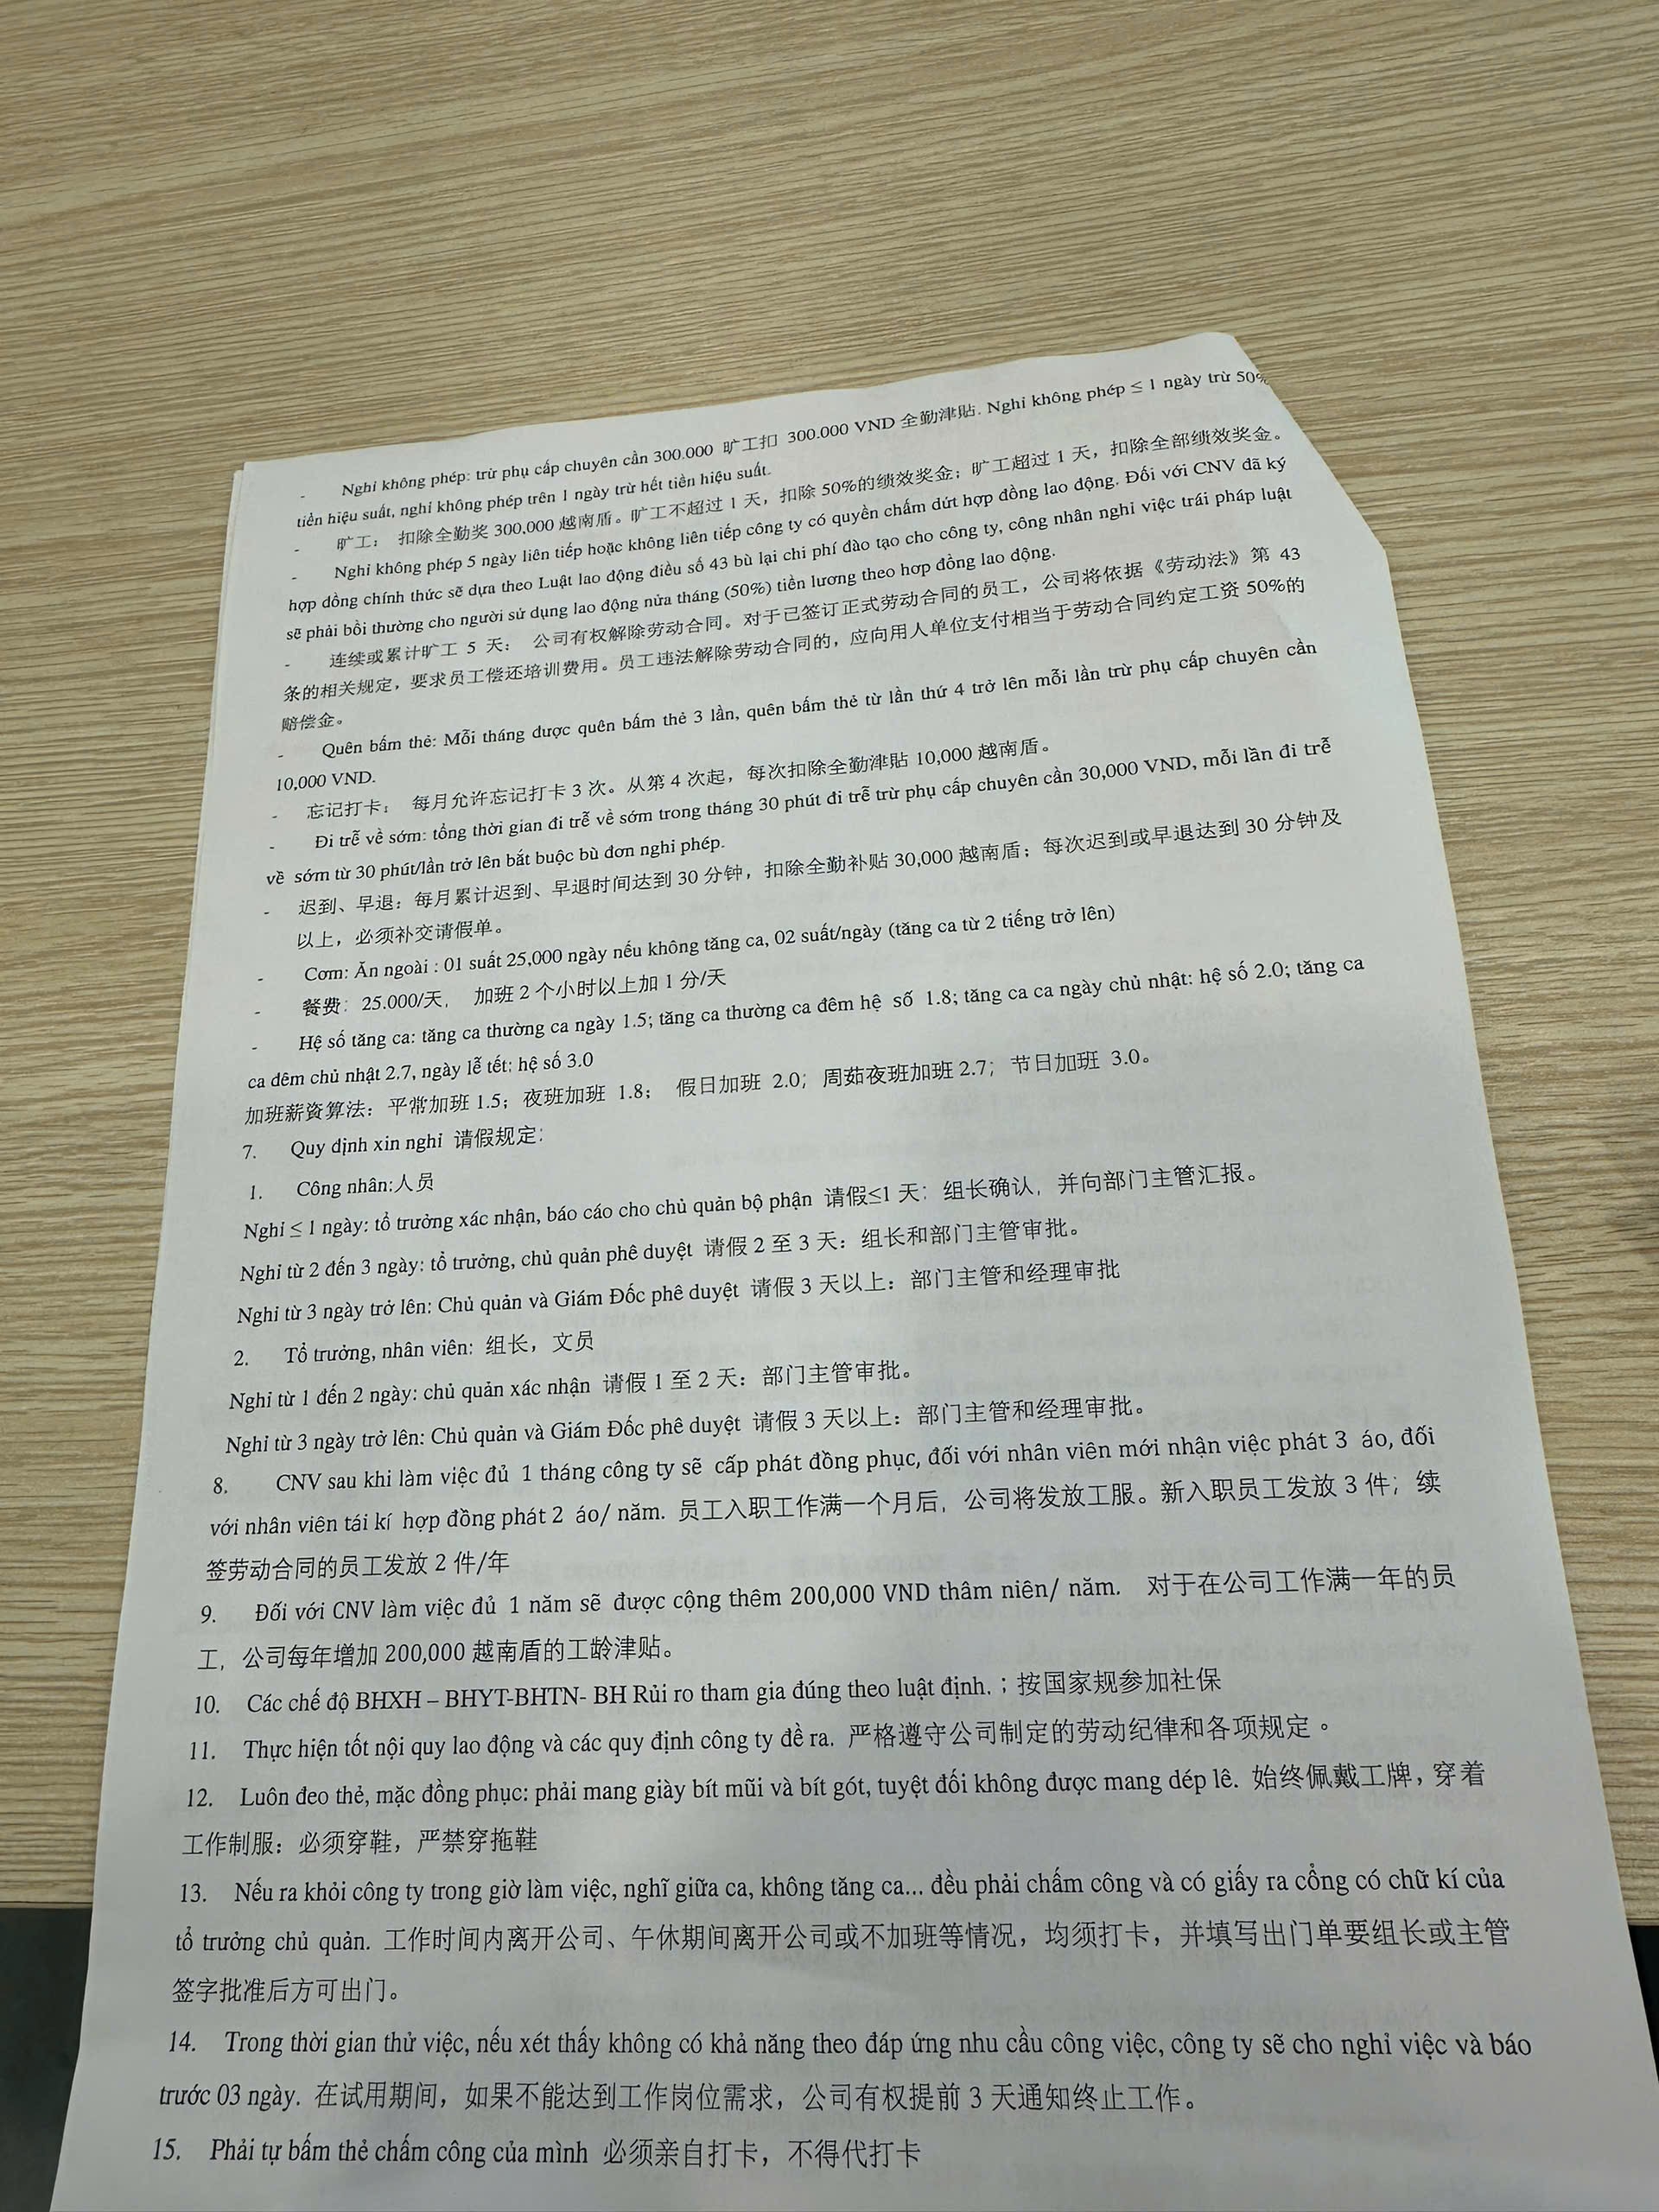 - Nghỉ không phép: trừ phụ cấp chuyên cần 300.000 旷工扣 300.000 VND 全勤津貼. Nghỉ không phép ≤ 1 ngày trừ 50%
tiền hiệu suất, nghỉ không phép trên 1 ngày trừ hết tiền hiệu suất.
- 旷工： 扣除全勤奖 300,000 越南盾。旷工不超过 1 天，扣除 50%的绩效奖金；旷工超过 1 天，扣除全部绩效奖金。
- Nghỉ không phép 5 ngày liên tiếp hoặc không liên tiếp công ty có quyền chấm dứt hợp đồng lao động. Đối với CNV đã ký
hợp đồng chính thức sẽ dựa theo Luật lao động điều số 43 bù lại chi phí đào tạo cho công ty, công nhân nghỉ việc trái pháp luật
sẽ phải bồi thường cho người sử dụng lao động nửa tháng (50%) tiền lương theo hơp đồng lao động.
- 连续或累计旷工 5 天： 公司有权解除劳动合同。对于已签订正式劳动合同的员工，公司将依据《劳动法》第 43
条的相关规定，要求员工偿还培训费用。员工违法解除劳动合同的，应向用人单位支付相当于劳动合同约定工资 50%的
赔偿金。
- Quên bấm thẻ: Mỗi tháng được quên bấm thẻ 3 lần, quên bấm thẻ từ lần thứ 4 trở lên mỗi lần trừ phụ cấp chuyên cần
10,000 VND.
- 忘记打卡： 每月允许忘记打卡 3 次。从第 4 次起，每次扣除全勤津貼 10,000 越南盾。
- Đi trễ về sớm: tổng thời gian đi trễ về sớm trong tháng 30 phút đi trễ trừ phụ cấp chuyên cần 30,000 VND, mỗi lần đi trễ
về sớm từ 30 phút/lần trở lên bắt buộc bù đơn nghỉ phép.
- 迟到、早退：每月累计迟到、早退时间达到 30 分钟，扣除全勤补贴 30,000 越南盾；每次迟到或早退达到 30 分钟及
以上，必须补交请假单。
- Cơm: Ăn ngoài : 01 suất 25,000 ngày nếu không tăng ca, 02 suất/ngày (tăng ca từ 2 tiếng trở lên)
- 餐费：25.000/天， 加班 2 个小时以上加 1 分/天
- Hệ số tăng ca: tăng ca thường ca ngày 1.5; tăng ca thường ca đêm hệ số 1.8; tăng ca ca ngày chủ nhật: hệ số 2.0; tăng ca
ca đêm chủ nhật 2.7, ngày lễ tết: hệ số 3.0
加班薪資算法：平常加班 1.5；夜班加班 1.8； 假日加班 2.0；周茹夜班加班 2.7；节日加班 3.0。
7. Quy định xin nghỉ 请假规定：
1. Công nhân:人员
Nghỉ ≤ 1 ngày: tổ trưởng xác nhận, báo cáo cho chủ quản bộ phận 请假≤1 天：组长确认，并向部门主管汇报。
Nghỉ từ 2 đến 3 ngày: tổ trưởng, chủ quản phê duyệt 请假 2 至 3 天：组长和部门主管审批。
Nghỉ từ 3 ngày trở lên: Chủ quản và Giám Đốc phê duyệt 请假 3 天以上：部门主管和经理审批
2. Tổ trưởng, nhân viên: 组长，文员
Nghỉ từ 1 đến 2 ngày: chủ quản xác nhận 请假 1 至 2 天：部门主管审批。
Nghỉ từ 3 ngày trở lên: Chủ quản và Giám Đốc phê duyệt 请假 3 天以上：部门主管和经理审批。
8. CNV sau khi làm việc đủ 1 tháng công ty sẽ cấp phát đồng phục, đối với nhân viên mới nhận việc phát 3 áo, đối
với nhân viên tái kí hợp đồng phát 2 áo/ năm. 员工入职工作满一个月后，公司将发放工服。新入职员工发放 3 件；续
签劳动合同的员工发放 2 件/年
9. Đối với CNV làm việc đủ 1 năm sẽ được cộng thêm 200,000 VND thâm niên/ năm. 对于在公司工作满一年的员
工，公司每年增加 200,000 越南盾的工龄津贴。
10. Các chế độ BHXH – BHYT-BHTN- BH Rủi ro tham gia đúng theo luật định. ; 按国家规参加社保
11. Thực hiện tốt nội quy lao động và các quy định công ty đề ra. 严格遵守公司制定的劳动纪律和各项规定。
12. Luôn đeo thẻ, mặc đồng phục: phải mang giày bít mũi và bít gót, tuyệt đối không được mang dép lê. 始终佩戴工牌，穿着
工作制服：必须穿鞋，严禁穿拖鞋
13. Nếu ra khỏi công ty trong giờ làm việc, nghĩ giữa ca, không tăng ca... đều phải chấm công và có giấy ra cổng có chữ kí của
tổ trưởng chủ quản. 工作时间内离开公司、午休期间离开公司或不加班等情况，均须打卡，并填写出门单要组长或主管
签字批准后方可出门。
14. Trong thời gian thử việc, nếu xét thấy không có khả năng theo đáp ứng nhu cầu công việc, công ty sẽ cho nghỉ việc và báo
trước 03 ngày. 在试用期间，如果不能达到工作岗位需求，公司有权提前 3 天通知终止工作。
15. Phải tự bấm thẻ chấm công của mình 必须亲自打卡，不得代打卡